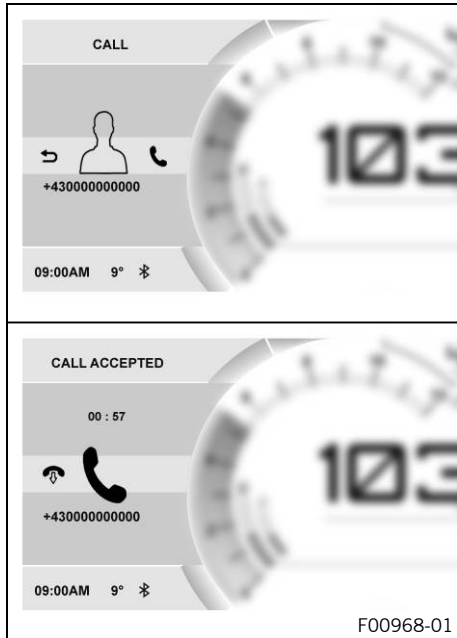 CALL
+430000000000
09:00AM 9°
103
CALL ACCEPTED
00 : 57
+430000000000
09:00AM 9°
103
F00968-01